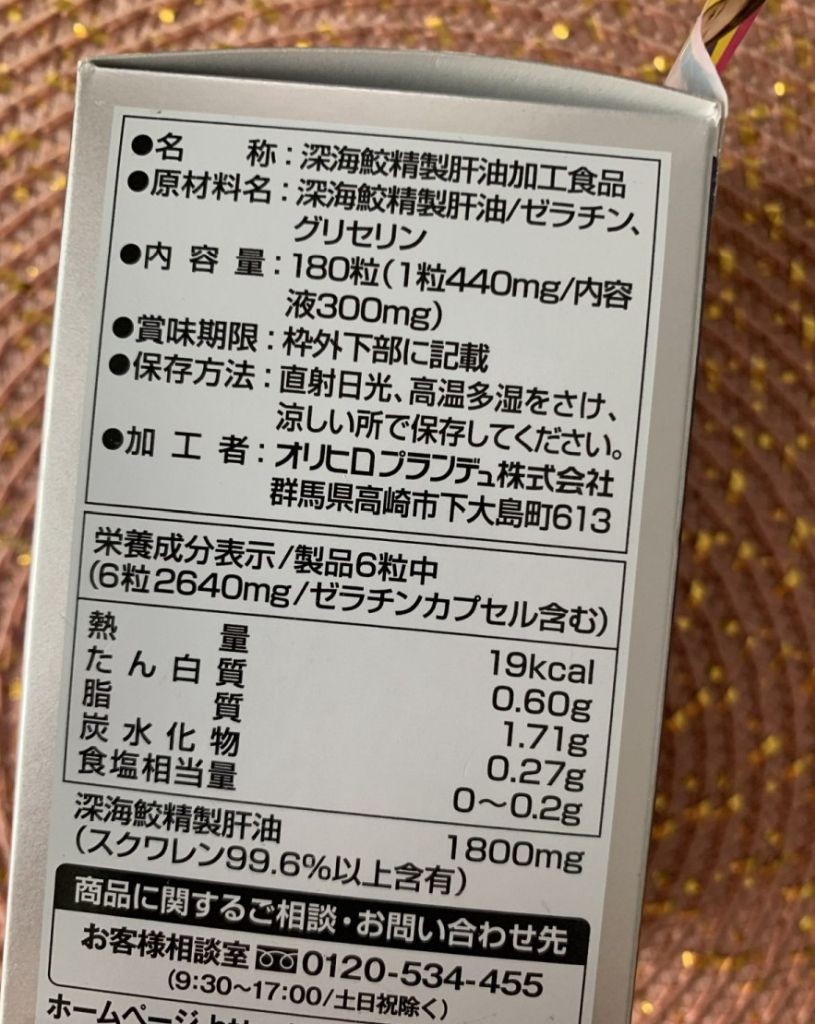 ●名 称:深海鮫精製肝油加工食品
●原材料名:深海鮫精製肝油/ゼラチン、
グリセリン
●内容量:180粒(1粒440mg/内容
液300mg)
●賞味期限:枠外下部に記載
●保存方法:直射日光、高温多湿をさけ、
涼しい所で保存してください。
●加工者:オリヒロプランデュ株式会社
群馬県高崎市下大島町613
栄養成分表示/製品6粒中
(6粒2640mg/ゼラチンカプセル含む)
熱量 19kcal
たん白質 0.60g
脂質 1.71g
炭水化物 0.27g
食塩相当量 0〜0.2g
深海鮫精製肝油 1800mg
(スクワレン99.6%以上含有)
商品に関するご相談・お問い合わせ先
お客様相談室 0120-534-455
(9:30〜17:00/土日祝除く)
ホームページ